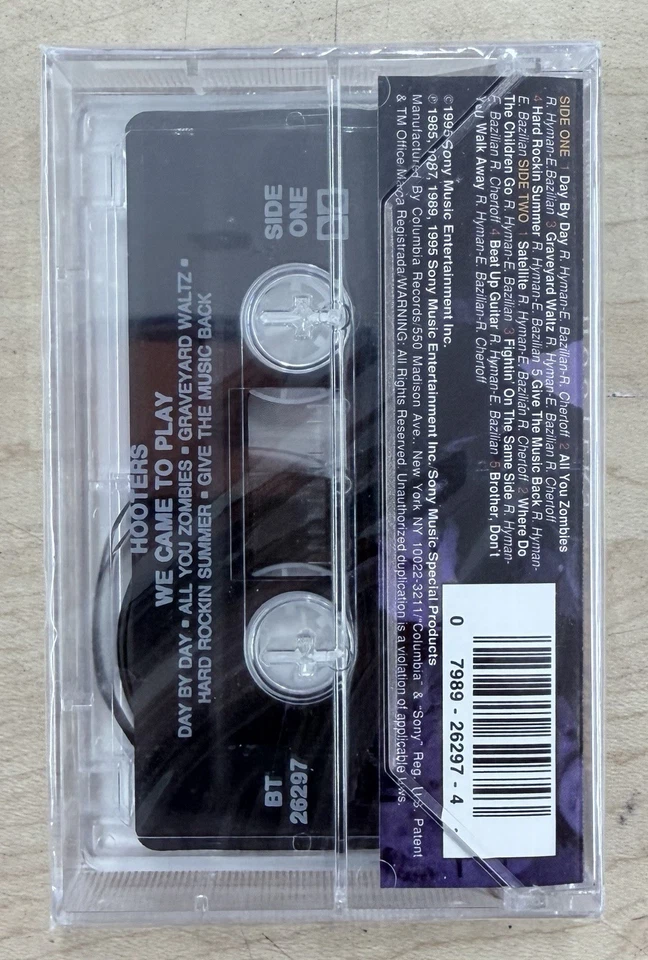 SIDE ONE 1 Day By Day R. Hyman-E. Bazilian-R. Chertoff 2 All You Zombies
R. Hyman-E. Bazilian 3 Graveyard Waltz R. Hyman-E. Bazilian R. Chertoff
4 Hard Rockin Summer R. Hyman-E. Bazilian 5 Give The Music Back R. Hyman-
E. Bazilian SIDE TWO 1 Satellite R. Hyman-E. Bazilian R. Chertoff 2 Where Do
The Children Go R. Hyman-E. Bazilian 3 Fightin' On The Same Side R. Hyman-
E. Bazilian R. Chertoff 4 Beat Up Guitar R. Hyman-E. Bazilian 5 Brother, Don't
You Walk Away R. Hyman-E. Bazilian-R. Chertoff
©1995 Sony Music Entertainment Inc.
℗ 1985, 1987, 1989, 1995 Sony Music Entertainment Inc. Sony Music Special Products
Manufactured By Columbia Records/550 Madison Ave., New York NY 10022-3211/"Columbia" & "Sony" Reg. U.S. Patent
& TM Office Marca Registrada/WARNING: All Rights Reserved. Unauthorized duplication is a violation of applicable laws.
0 7989 - 26297 - 4
SIDE
ONE
HOOTERS
WE CAME TO PLAY
DAY BY DAY ▪ ALL YOU ZOMBIES ▪ GRAVEYARD WALTZ ▪
HARD ROCKIN SUMMER ▪ GIVE THE MUSIC BACK
BT
26297